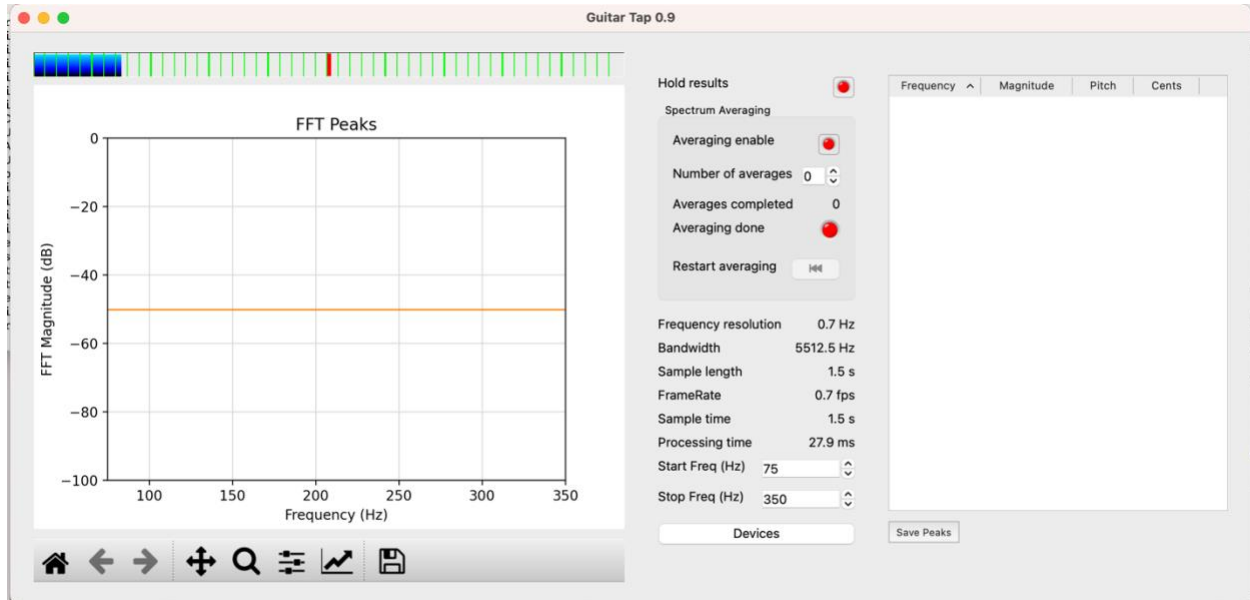 Guitar Tap 0.9
FFT Peaks
0
−20
−40
−60
−80
−100
FFT Magnitude (dB)
100 150 200 250 300 350
Frequency (Hz)
Hold results
Spectrum Averaging
Averaging enable
Number of averages 0
Averages completed 0
Averaging done
Restart averaging
Frequency resolution 0.7 Hz
Bandwidth 5512.5 Hz
Sample length 1.5 s
FrameRate 0.7 fps
Sample time 1.5 s
Processing time 27.9 ms
Start Freq (Hz) 75
Stop Freq (Hz) 350
Devices
Frequency Magnitude Pitch Cents
Save Peaks